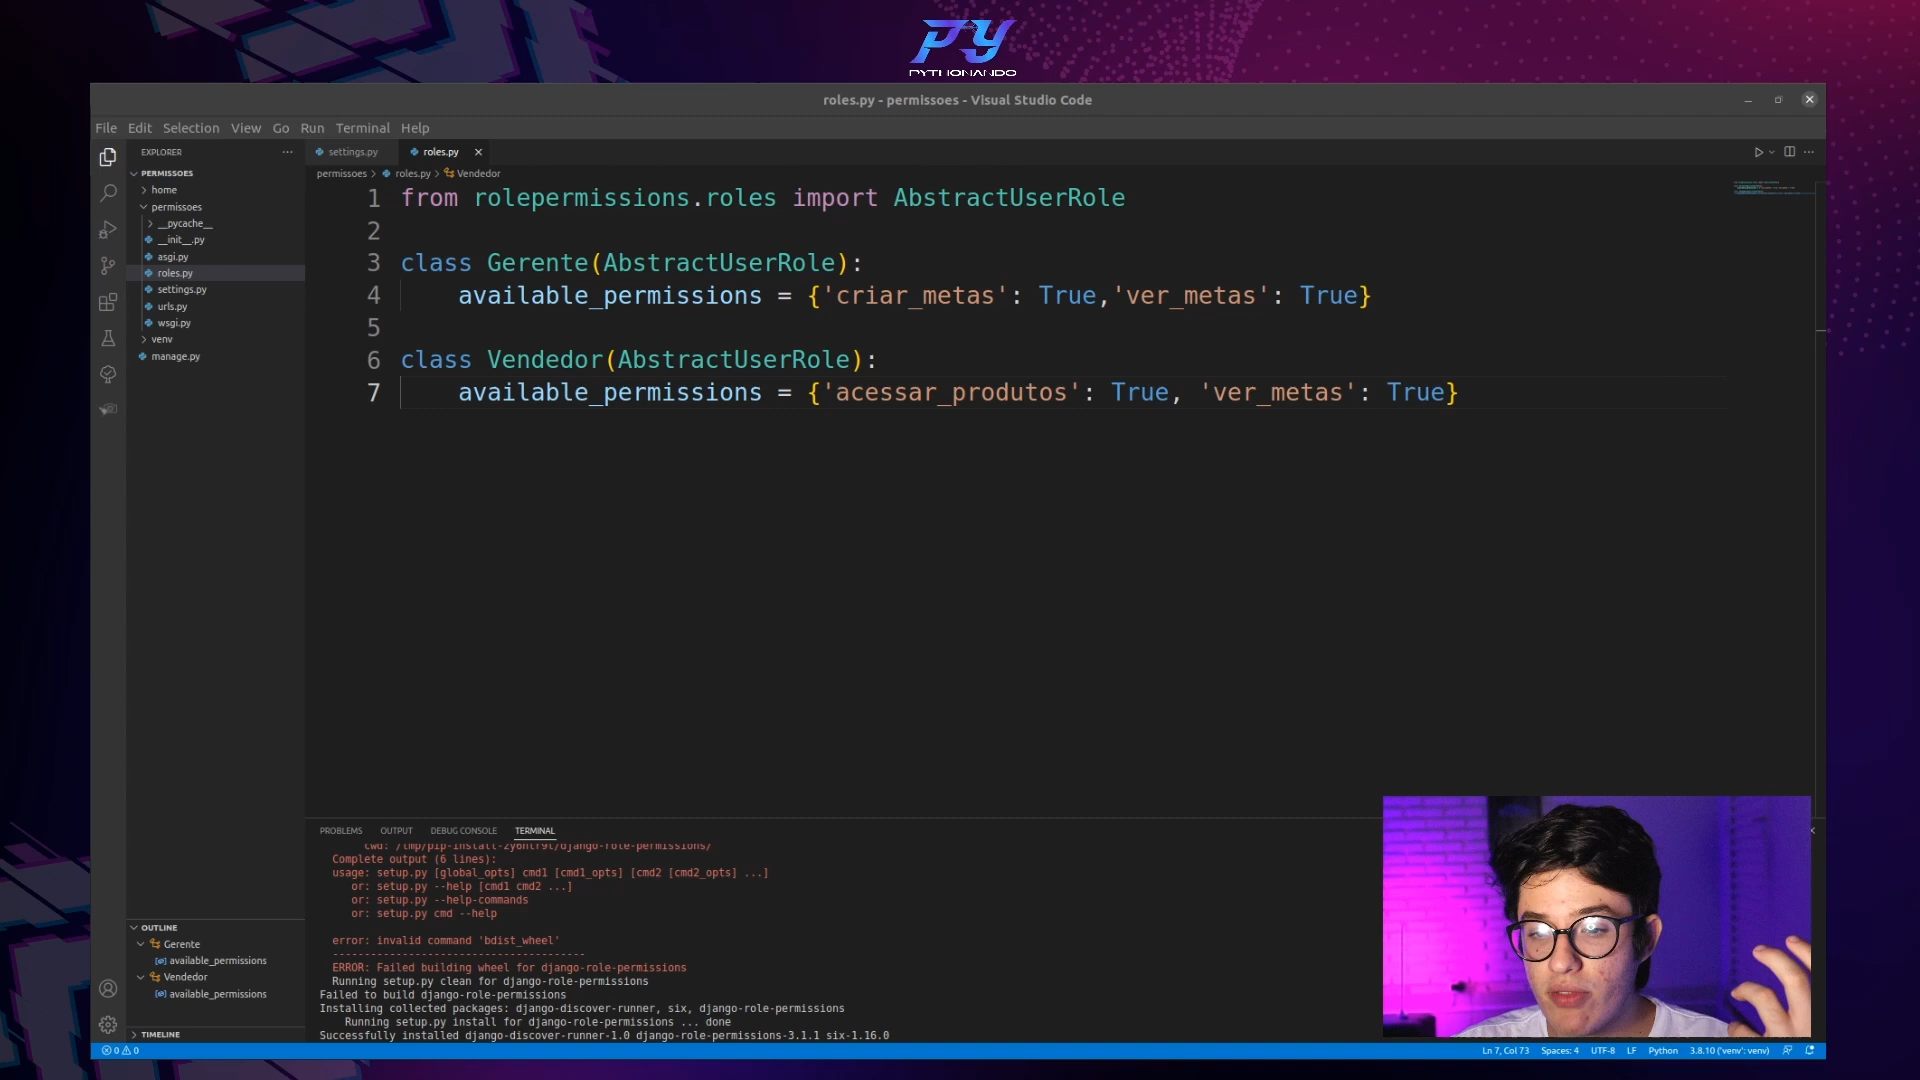 PY
PYTHONANDO
roles.py - permissoes - Visual Studio Code
File Edit Selection View Go Run Terminal Help
EXPLORER
PERMISSOES
home
permissoes
__pycache__
__init__.py
asgi.py
roles.py
settings.py
urls.py
wsgi.py
venv
manage.py
settings.py roles.py
permissoes > roles.py > Vendedor
1 from rolepermissions.roles import AbstractUserRole
2
3 class Gerente(AbstractUserRole):
4     available_permissions = {'criar_metas': True,'ver_metas': True}
5
6 class Vendedor(AbstractUserRole):
7     available_permissions = {'acessar_produtos': True, 'ver_metas': True}
OUTLINE
Gerente
available_permissions
Vendedor
available_permissions
TIMELINE
PROBLEMS OUTPUT DEBUG CONSOLE TERMINAL
cwd: /tmp/pip-install-zy6ntr9t/django-role-permissions/
Complete output (6 lines):
usage: setup.py [global_opts] cmd1 [cmd1_opts] [cmd2 [cmd2_opts] ...]
or: setup.py --help [cmd1 cmd2 ...]
or: setup.py --help-commands
or: setup.py cmd --help
error: invalid command 'bdist_wheel'
----------------------------------------
ERROR: Failed building wheel for django-role-permissions
Running setup.py clean for django-role-permissions
Failed to build django-role-permissions
Installing collected packages: django-discover-runner, six, django-role-permissions
Running setup.py install for django-role-permissions ... done
Successfully installed django-discover-runner-1.0 django-role-permissions-3.1.1 six-1.16.0
0 0
Ln 7, Col 73 Spaces: 4 UTF-8 LF Python 3.8.10 ('venv': venv)